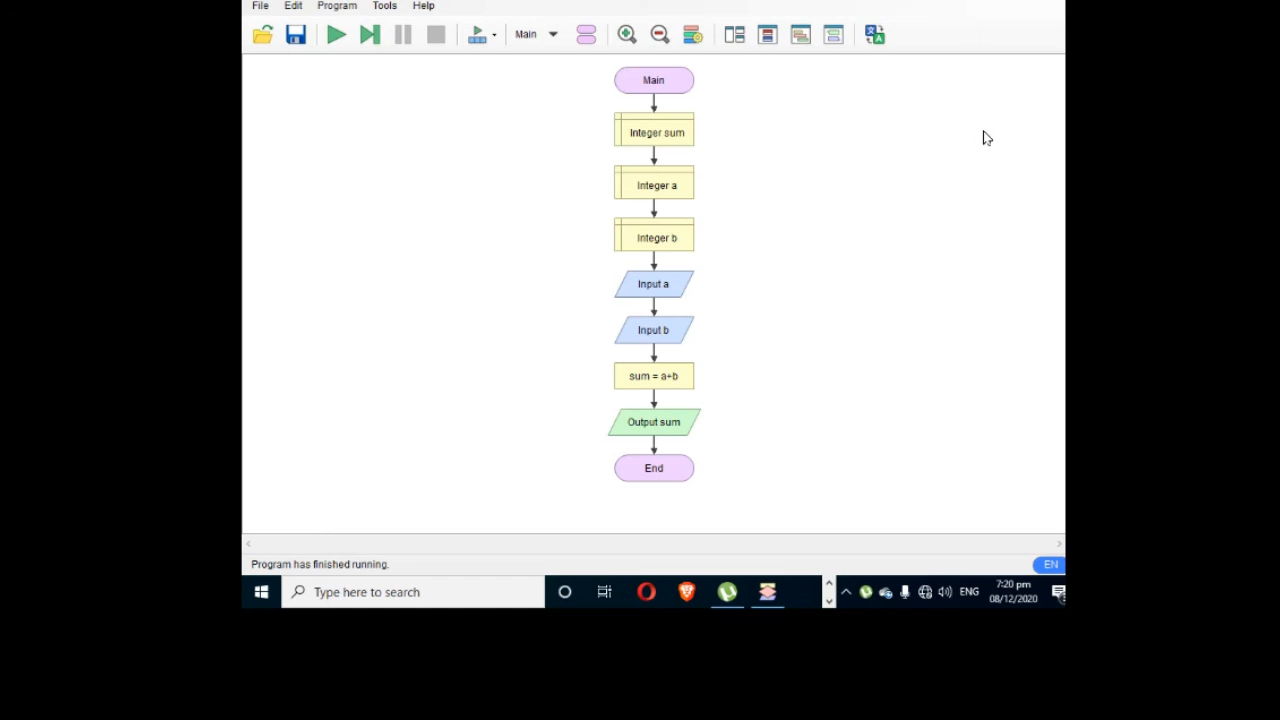 File Edit Program Tools Help
Main
Main
Integer sum
Integer a
Integer b
Input a
Input b
sum = a+b
Output sum
End
Program has finished running.
EN
Type here to search
ENG
7:20 pm
08/12/2020